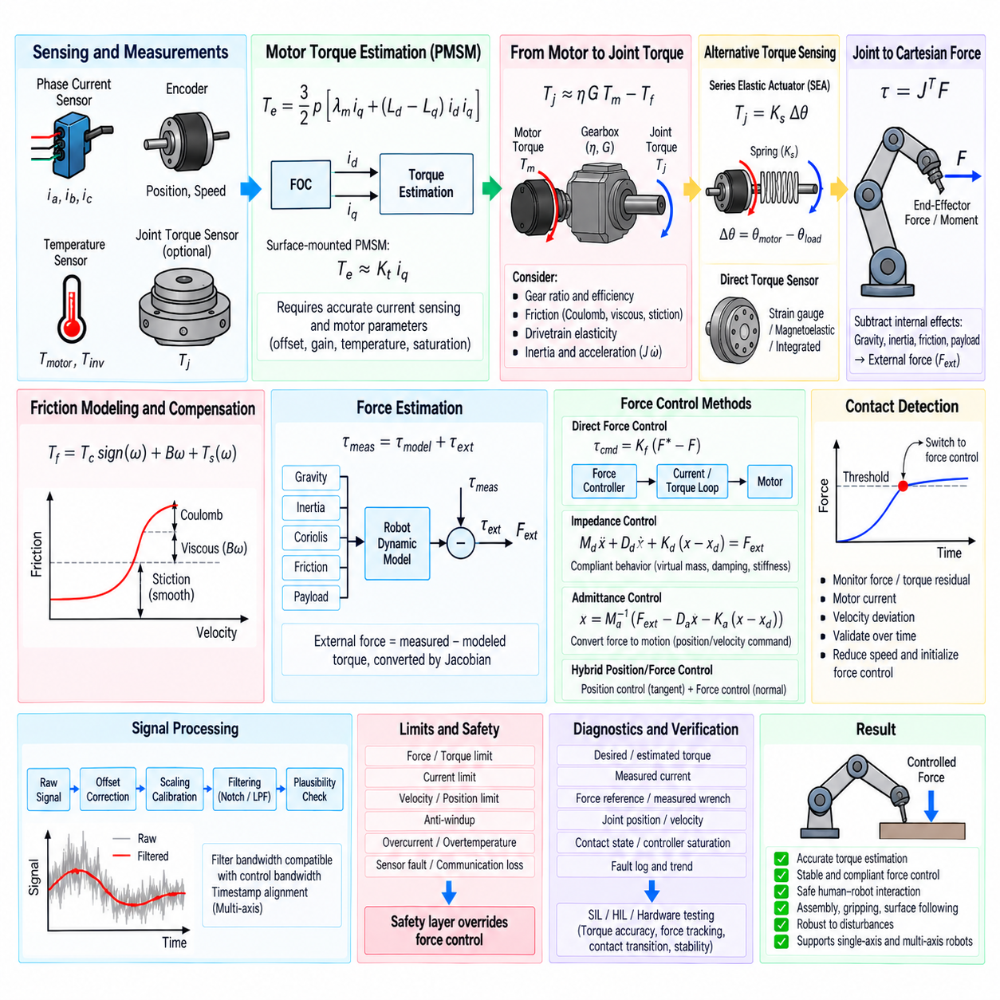 Sensing and Measurements
Phase Current
Sensor
i_a, i_b, i_c
Encoder
Position, Speed
Temperature
Sensor
T_motor, T_inv
Joint Torque Sensor
(optional)
T_j
Motor Torque Estimation (PMSM)
T_e = 3/2 p [λ_m i_q + (L_d − L_q) i_d i_q]
FOC
i_d
i_q
Torque
Estimation
Surface-mounted PMSM:
T_e ≈ K_t i_q
Requires accurate current sensing
and motor parameters
(offset, gain, temperature, saturation)
From Motor to Joint Torque
T_j ≈ η G T_m − T_f
Motor
Torque
T_m
Gearbox
(η, G)
Joint
Torque
T_j
Consider:
Gear ratio and efficiency
Friction (Coulomb, viscous, stiction)
Drivetrain elasticity
Inertia and acceleration (J ω̇)
Alternative Torque Sensing
Series Elastic Actuator (SEA)
T_j = K_s Δθ
Spring (K_s)
Δθ = θ_motor − θ_load
Direct Torque Sensor
Strain gauge
/ Magnetoelastic
/ Integrated
Joint to Cartesian Force
τ = J^T F
F
End-Effector
Force / Moment
Subtract internal effects:
Gravity, inertia, friction, payload
→ External force (F_ext)
Friction Modeling and Compensation
T_f = T_c sign(ω) + Bω + T_s(ω)
Friction
Coulomb
Viscous (Bω)
Stiction
(smooth)
Velocity
Force Estimation
τ_meas = τ_model + τ_ext
Gravity
Inertia
Coriolis
Friction
Payload
Robot
Dynamic
Model
τ_meas
−
τ_ext
F_ext
External force = measured − modeled
torque, converted by Jacobian
Force Control Methods
Direct Force Control
τ_cmd = K_f (F* − F)
Force
Controller
Current /
Torque Loop
Motor
Impedance Control
M_d ẍ + D_d ẋ + K_d (x − x_d) = F_ext
Compliant behavior (virtual mass, damping, stiffness)
Admittance Control
x = M_a^−1 (F_ext − D_a ẋ − K_a (x − x_d))
Convert force to motion (position/velocity command)
Hybrid Position/Force Control
Position control (tangent) + Force control (normal)
Contact Detection
Switch to
force control
Threshold
Force
Time
Monitor force / torque residual
Motor current
Velocity deviation
Validate over time
Reduce speed and initialize
force control
Signal Processing
Raw
Signal
Offset
Correction
Scaling
Calibration
Filtering
(Notch / LPF)
Plausibility
Check
Signal
Raw
Filtered
Time
Filter bandwidth compatible
with control bandwidth
Timestamp alignment
(Multi-axis)
Limits and Safety
Force / Torque limit
Current limit
Velocity / Position limit
Anti-windup
Overcurrent / Overtemperature
Sensor fault / Communication loss
Safety layer overrides
force control
Diagnostics and Verification
Desired / estimated torque
Measured current
Force reference / measured wrench
Joint position / velocity
Contact state / controller saturation
Fault log and trend
SIL / HIL / Hardware testing
(Torque accuracy, force tracking,
contact transition, stability)
Result
Controlled
Force
Accurate torque estimation
Stable and compliant force control
Safe human–robot interaction
Assembly, gripping, surface following
Robust to disturbances
Supports single-axis and multi-axis robots